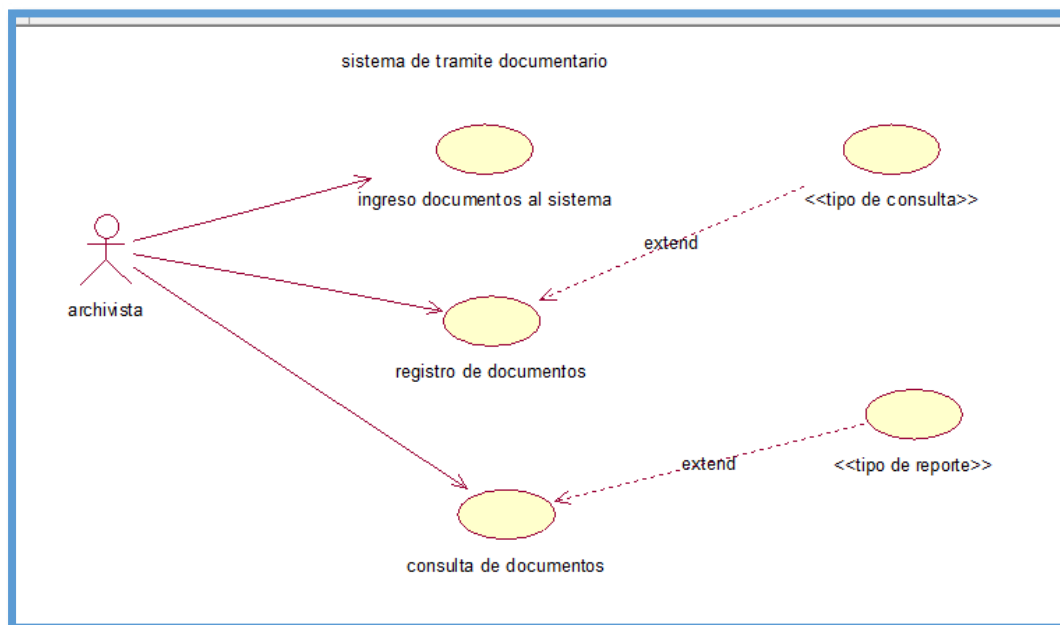 sistema de tramite documentario
ingreso documentos al sistema
<<tipo de consulta>>
extend
archivista
registro de documentos
extend
<<tipo de reporte>>
consulta de documentos